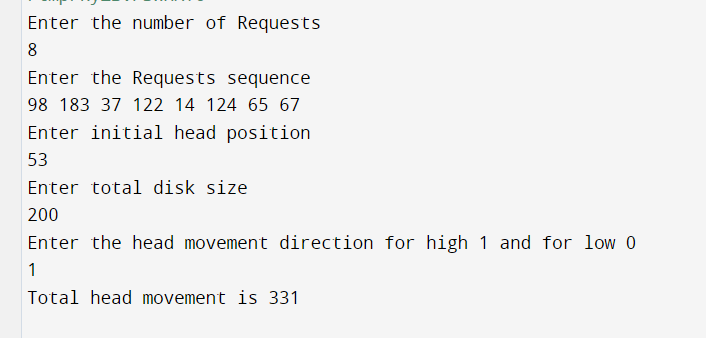 Enter the number of Requests
8
Enter the Requests sequence
98 183 37 122 14 124 65 67
Enter initial head position
53
Enter total disk size
200
Enter the head movement direction for high 1 and for low 0
1
Total head movement is 331